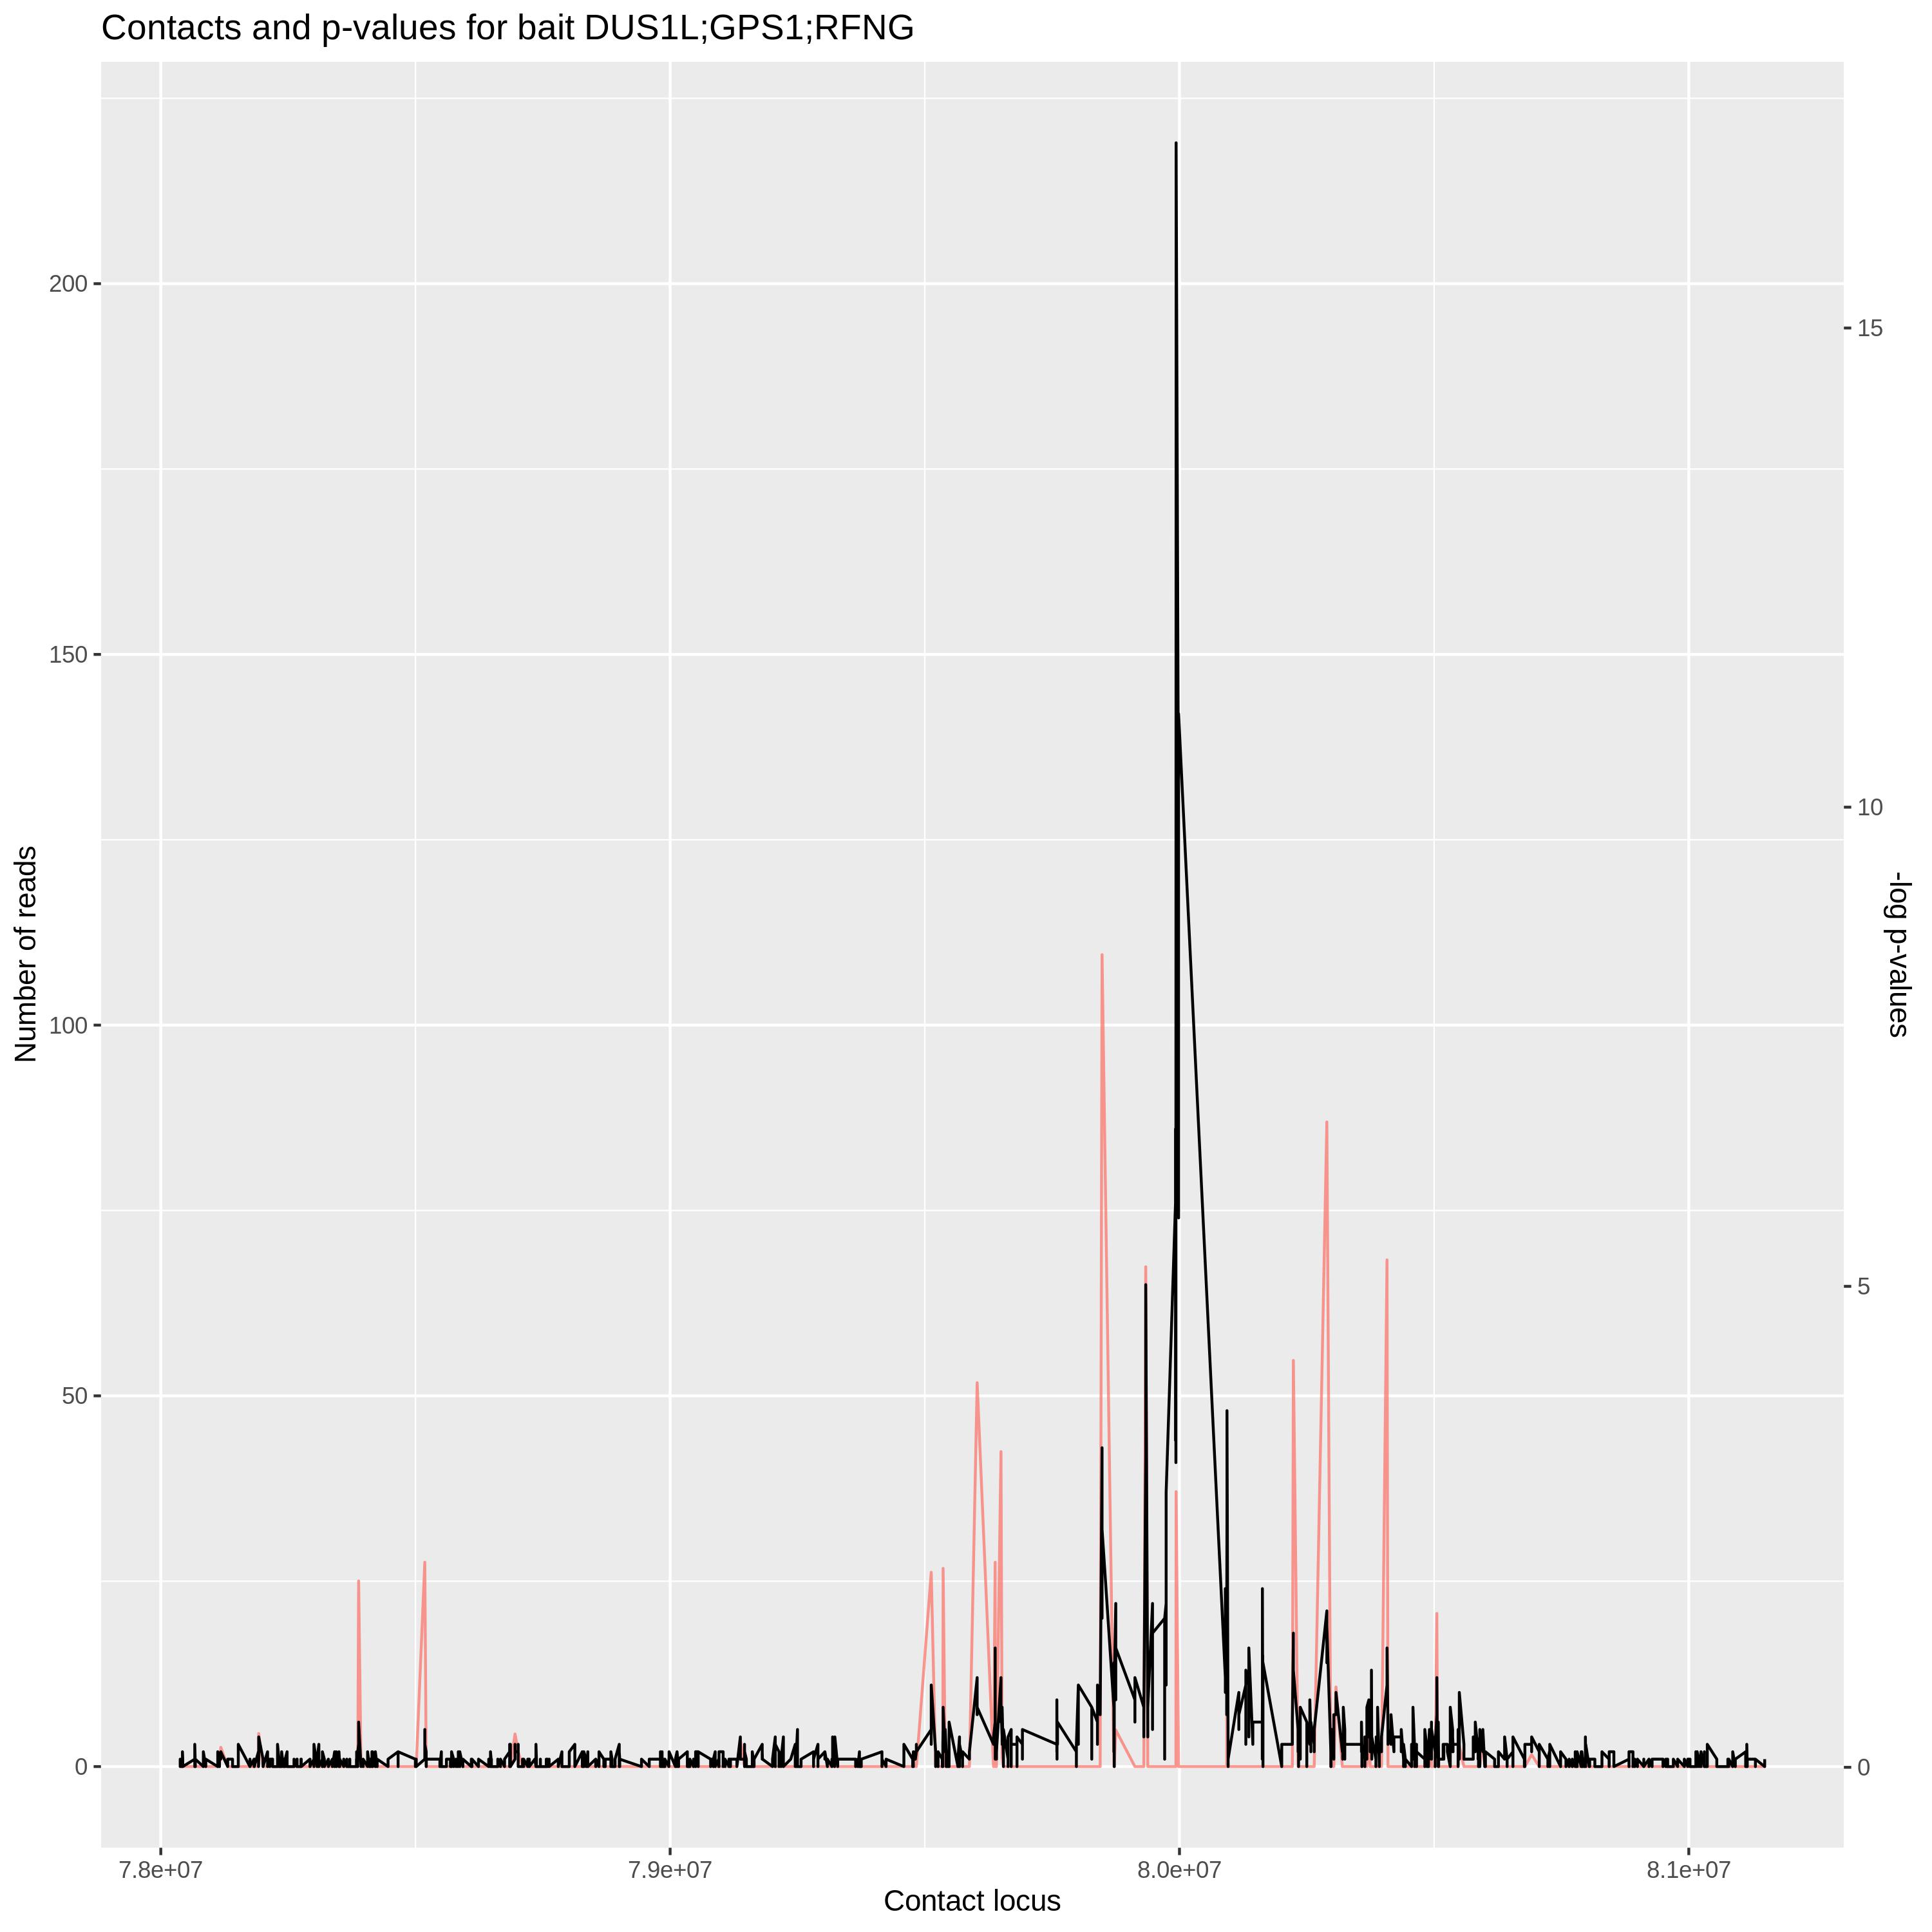 Contacts and p-values for bait DUS1L;GPS1;RFNG
Number of reads
200
150
100
50
0
15
10
5
0
-log p-values
7.8e+07
7.9e+07
8.0e+07
8.1e+07
Contact locus